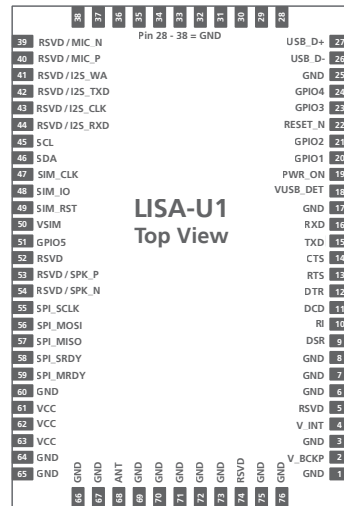 38 37 36 35 34 33 32 31 30 29 28
Pin 28 - 38 = GND
39 RSVD/MIC_N
40 RSVD/MIC_P
41 RSVD/I2S_WA
42 RSVD/I2S_TXD
43 RSVD/I2S_CLK
44 RSVD/I2S_RXD
45 SCL
46 SDA
47 SIM_CLK
48 SIM_IO
49 SIM_RST
50 VSIM
51 GPIO5
52 RSVD
53 RSVD/SPK_P
54 RSVD/SPK_N
55 SPI_SCLK
56 SPI_MOSI
57 SPI_MISO
58 SPI_SRDY
59 SPI_MRDY
60 GND
61 VCC
62 VCC
63 VCC
64 GND
65 GND
LISA-U1
Top View
USB_D+ 27
USB_D- 26
GND 25
GPIO4 24
GPIO3 23
RESET_N 22
GPIO2 21
GPIO1 20
PWR_ON 19
VUSB_DET 18
GND 17
RXD 16
TXD 15
CTS 14
RTS 13
DTR 12
DCD 11
RI 10
DSR 9
GND 8
GND 7
GND 6
RSVD 5
V_INT 4
GND 3
V_BCKP 2
GND 1
GND GND ANT GND GND GND GND GND RSVD GND GND
66 67 68 69 70 71 72 73 74 75 76